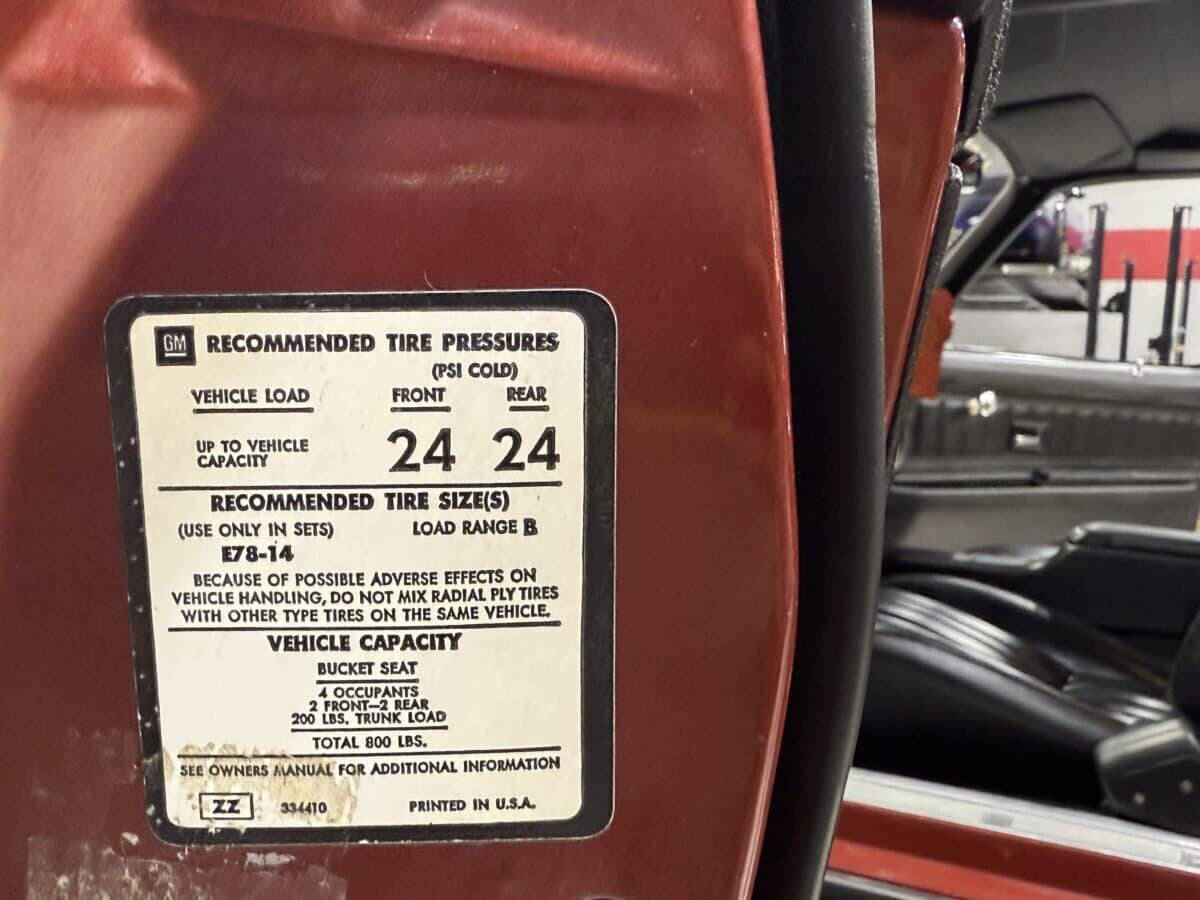 GM RECOMMENDED TIRE PRESSURES
(PSI COLD)
VEHICLE LOAD FRONT REAR
UP TO VEHICLE
CAPACITY
24 24
RECOMMENDED TIRE SIZE(S)
(USE ONLY IN SETS) LOAD RANGE B
E78-14
BECAUSE OF POSSIBLE ADVERSE EFFECTS ON
VEHICLE HANDLING, DO NOT MIX RADIAL PLY TIRES
WITH OTHER TYPE TIRES ON THE SAME VEHICLE.
VEHICLE CAPACITY
BUCKET SEAT
4 OCCUPANTS
2 FRONT—2 REAR
200 LBS. TRUNK LOAD
TOTAL 800 LBS.
SEE OWNERS MANUAL FOR ADDITIONAL INFORMATION
ZZ 334410 PRINTED IN U.S.A.